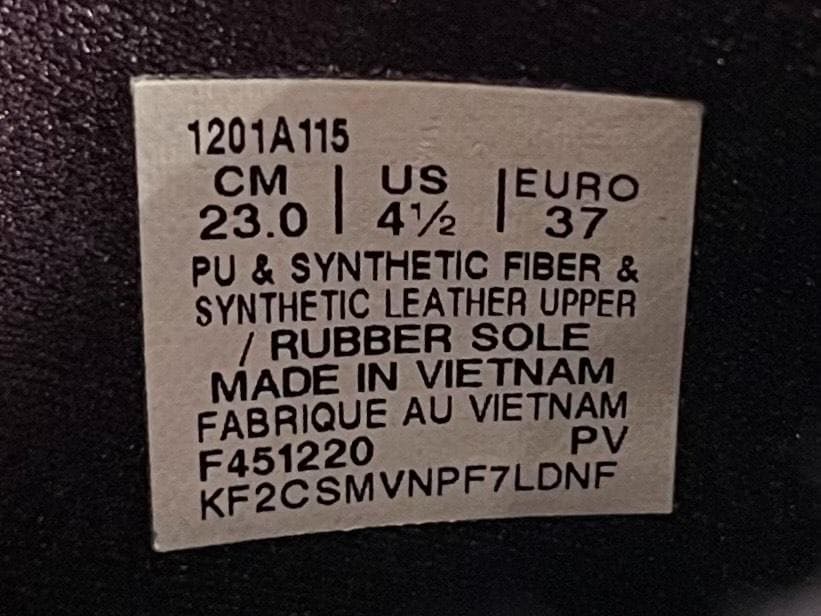 1201A115
CM | US | EURO
23.0 | 4½ | 37
PU & SYNTHETIC FIBER &
SYNTHETIC LEATHER UPPER
/ RUBBER SOLE
MADE IN VIETNAM
FABRIQUE AU VIETNAM
F451220 PV
KF2CSMVNPF7LDNF